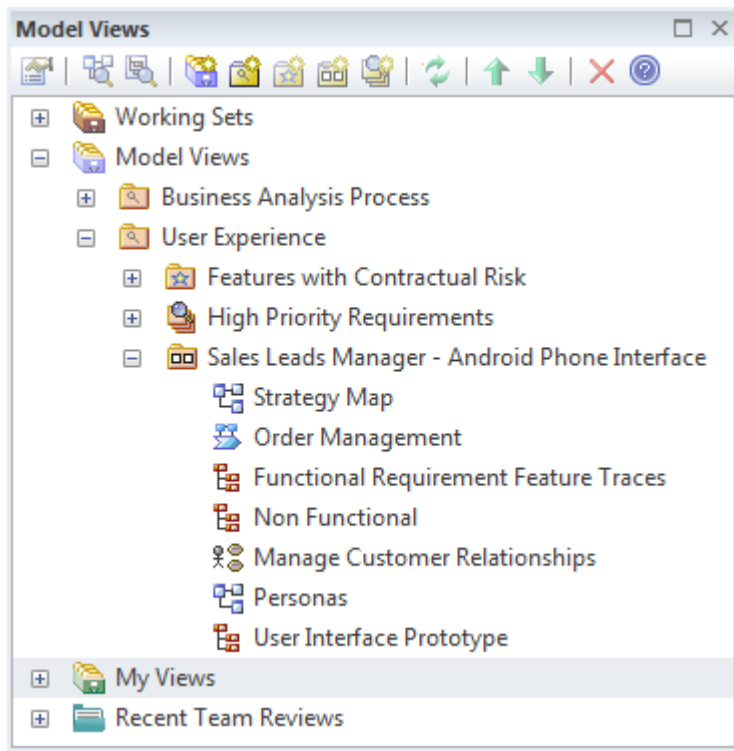 Model Views
Working Sets
Model Views
Business Analysis Process
User Experience
Features with Contractual Risk
High Priority Requirements
Sales Leads Manager - Android Phone Interface
Strategy Map
Order Management
Functional Requirement Feature Traces
Non Functional
Manage Customer Relationships
Personas
User Interface Prototype
My Views
Recent Team Reviews